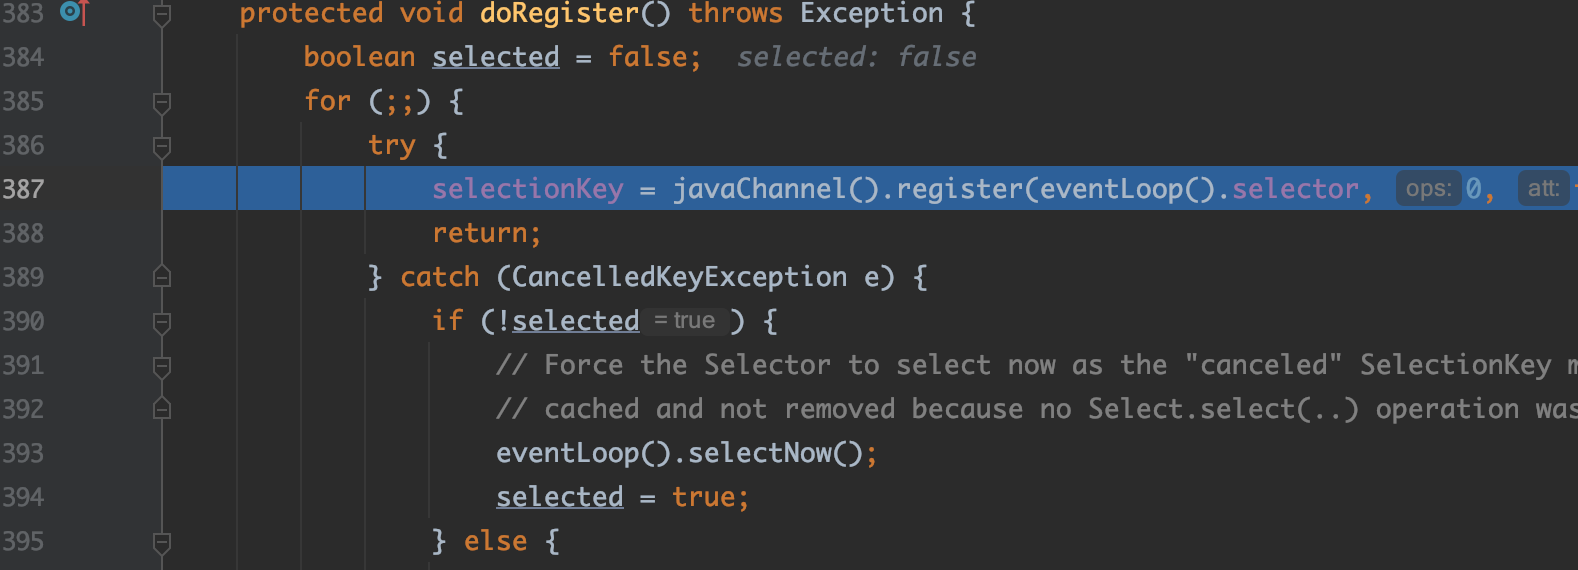 383 protected void doRegister() throws Exception {
384 boolean selected = false; selected: false
385 for (;;) {
386 try {
387 selectionKey = javaChannel().register(eventLoop().selector, ops: 0, att:
388 return;
389 } catch (CancelledKeyException e) {
390 if (!selected = true ) {
391 // Force the Selector to select now as the "canceled" SelectionKey m
392 // cached and not removed because no Select.select(..) operation was
393 eventLoop().selectNow();
394 selected = true;
395 } else {